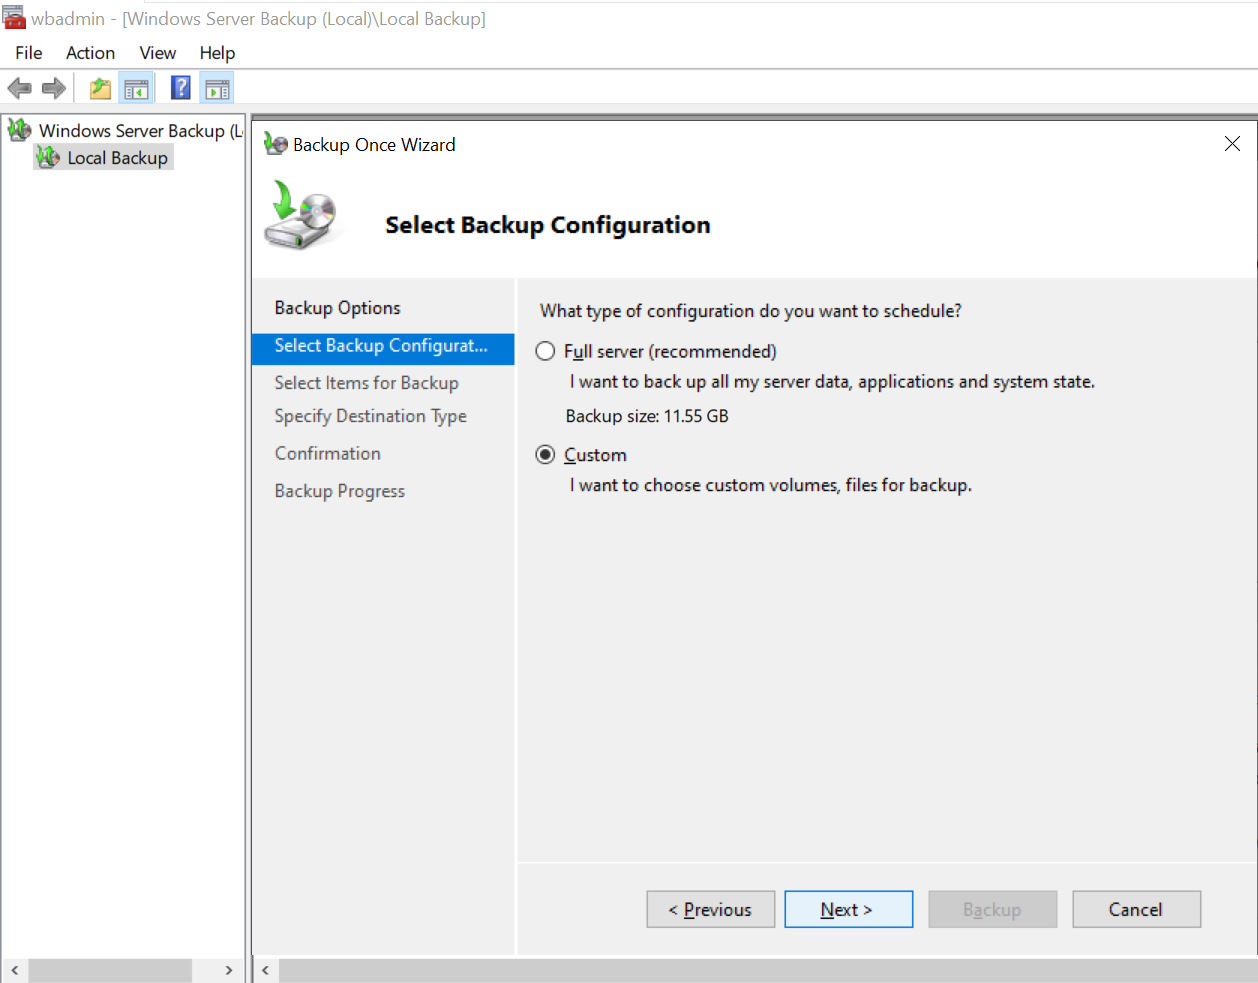 wbadmin - [Windows Server Backup (Local)\Local Backup]
File Action View Help
Windows Server Backup (L
Local Backup
Backup Once Wizard
Select Backup Configuration
Backup Options
Select Backup Configurat...
Select Items for Backup
Specify Destination Type
Confirmation
Backup Progress
What type of configuration do you want to schedule?
Full server (recommended)
I want to back up all my server data, applications and system state.
Backup size: 11.55 GB
Custom
I want to choose custom volumes, files for backup.
< Previous Next > Backup Cancel